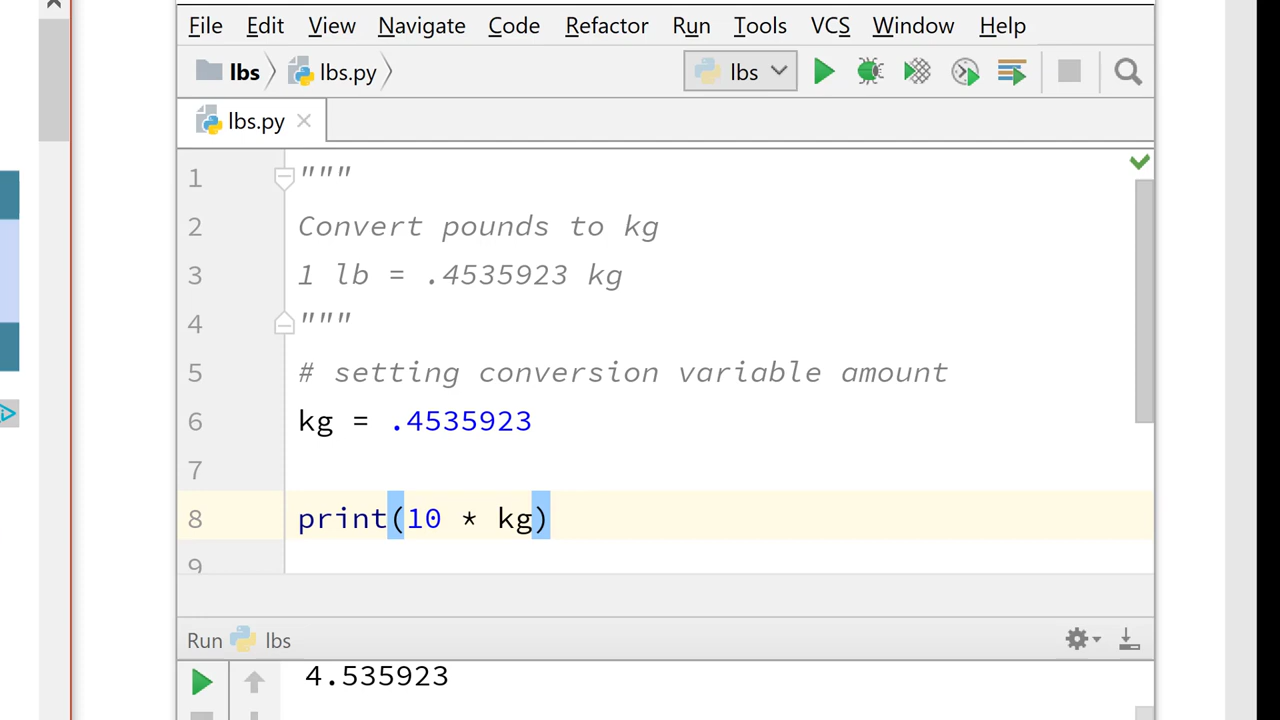 File Edit View Navigate Code Refactor Run Tools VCS Window Help
lbs lbs.py lbs
lbs.py
1 """
2 Convert pounds to kg
3 1 lb = .4535923 kg
4 """
5 # setting conversion variable amount
6 kg = .4535923
7
8 print(10 * kg)
9
Run lbs
4.535923